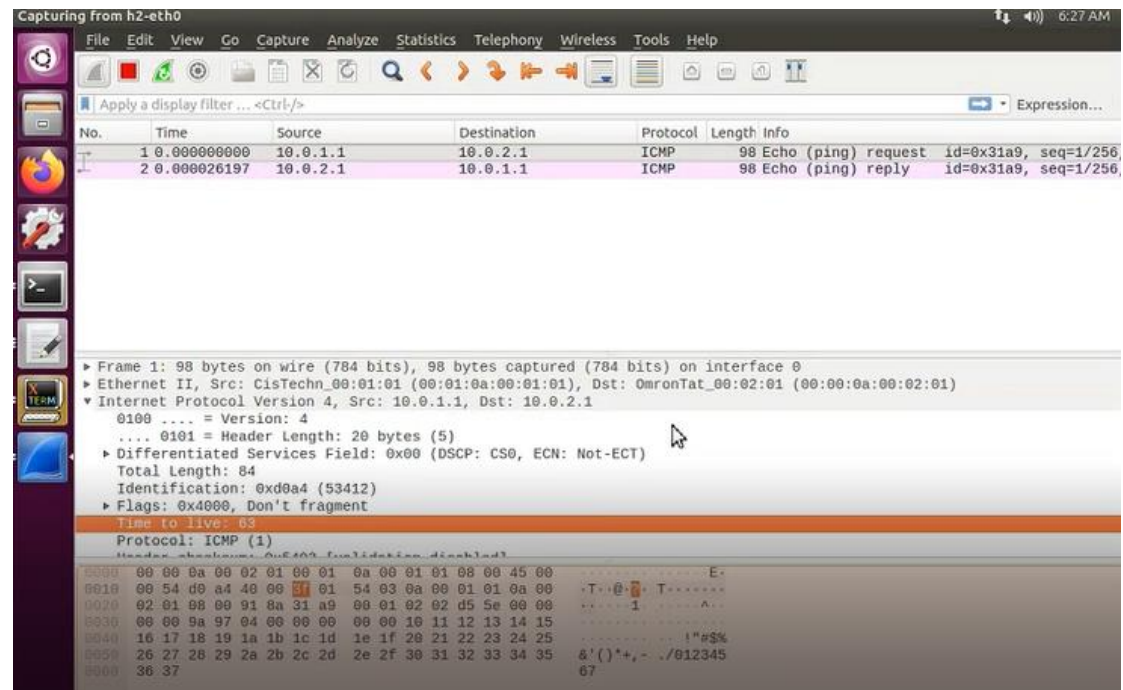 Capturing from h2-eth0 6:27 AM
File Edit View Go Capture Analyze Statistics Telephony Wireless Tools Help
Apply a display filter ... <Ctrl-/> Expression...
No. Time Source Destination Protocol Length Info
1 0.000000000 10.0.1.1 10.0.2.1 ICMP 98 Echo (ping) request id=0x31a9, seq=1/256,
2 0.000026197 10.0.2.1 10.0.1.1 ICMP 98 Echo (ping) reply id=0x31a9, seq=1/256,
Frame 1: 98 bytes on wire (784 bits), 98 bytes captured (784 bits) on interface 0
Ethernet II, Src: CisTechn_00:01:01 (00:01:0a:00:01:01), Dst: OmronTat_00:02:01 (00:00:0a:00:02:01)
Internet Protocol Version 4, Src: 10.0.1.1, Dst: 10.0.2.1
0100 .... = Version: 4
.... 0101 = Header Length: 20 bytes (5)
Differentiated Services Field: 0x00 (DSCP: CS0, ECN: Not-ECT)
Total Length: 84
Identification: 0xd0a4 (53412)
Flags: 0x4000, Don't fragment
Time to live: 63
Protocol: ICMP (1)
0000 00 00 0a 00 02 01 00 01 0a 00 01 01 08 00 45 00 ..............E.
0010 00 54 d0 a4 40 00 3f 01 54 03 0a 00 01 01 0a 00 .T..@.?. T.......
0020 02 01 08 00 91 8a 31 a9 00 01 02 02 d5 5e 00 00 ......1. .....^..
0030 00 00 9a 97 04 00 00 00 00 00 10 11 12 13 14 15
0040 16 17 18 19 1a 1b 1c 1d 1e 1f 20 21 22 23 24 25 .......... !"#$%
0050 26 27 28 29 2a 2b 2c 2d 2e 2f 30 31 32 33 34 35 &'()*+,- ./012345
0060 36 37 67
XTERM